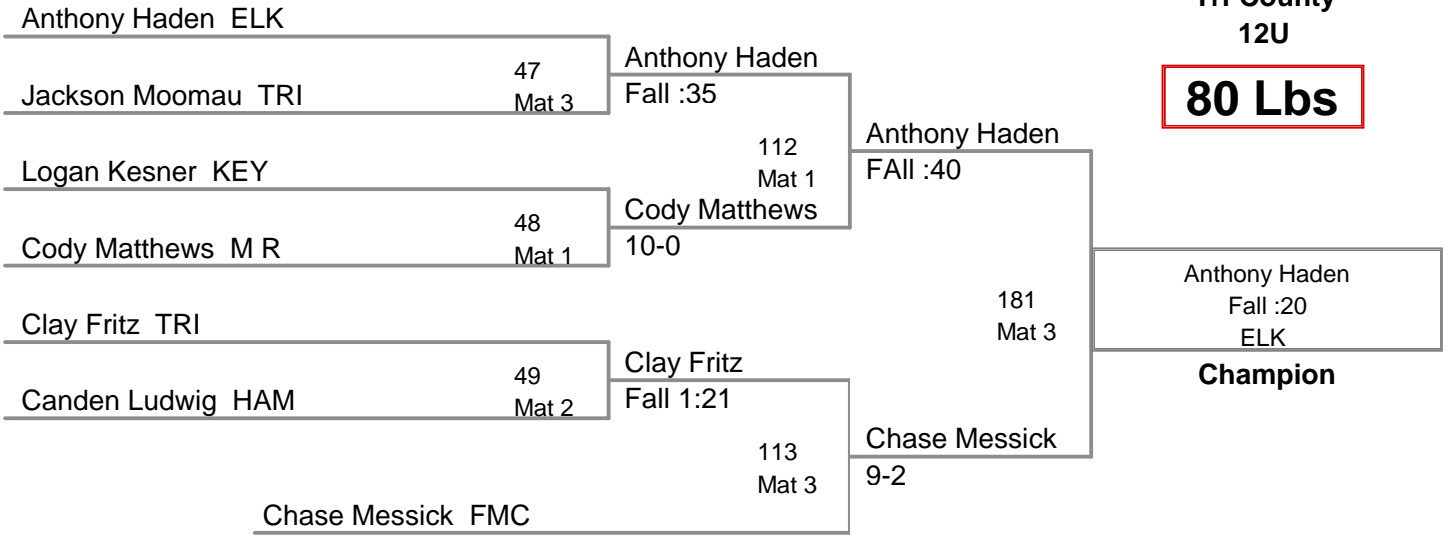 County
12U
80 Lbs
Anthony Haden ELK
47
Mat 3
Jackson Moomau TRI
Anthony Haden
Fall :35
Logan Kesner KEY
48
Mat 1
Cody Matthews M R
Cody Matthews
10-0
112
Mat 1
Anthony Haden
FAll :40
Clay Fritz TRI
49
Mat 2
Canden Ludwig HAM
Clay Fritz
Fall 1:21
113
Mat 3
Chase Messick FMC
Chase Messick
9-2
181
Mat 3
Anthony Haden
Fall :20
ELK
Champion